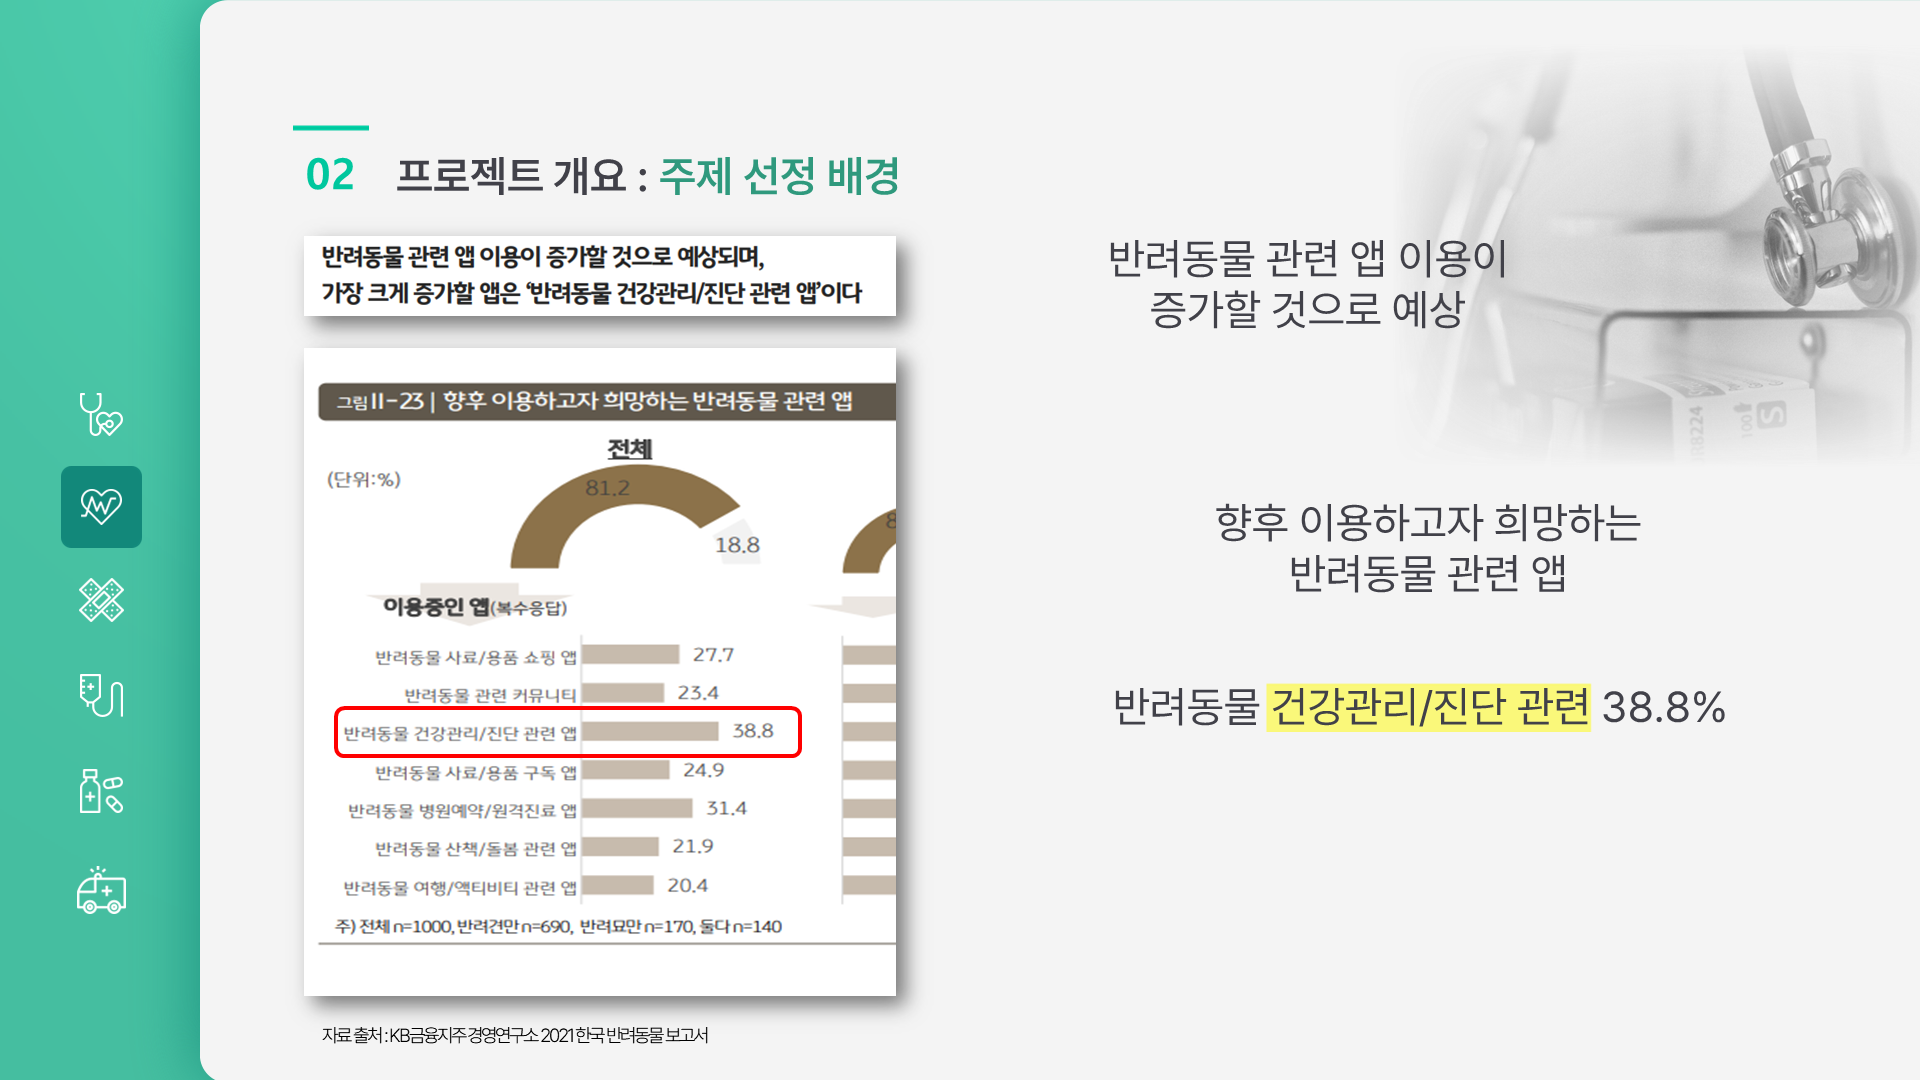 02 프로젝트 개요 : 주제 선정 배경
반려동물 관련 앱 이용이 증가할 것으로 예상되며,
가장 크게 증가할 앱은 ‘반려동물 건강관리/진단 관련 앱’이다
그림 II-23 | 향후 이용하고자 희망하는 반려동물 관련 앱
전체
(단위:%)
81.2
18.8
8
이용중인 앱(복수응답)
반려동물 사료/용품 쇼핑 앱 27.7
반려동물 관련 커뮤니티 23.4
반려동물 건강관리/진단 관련 앱 38.8
반려동물 사료/용품 구독 앱 24.9
반려동물 병원예약/원격진료 앱 31.4
반려동물 산책/돌봄 관련 앱 21.9
반려동물 여행/액티비티 관련 앱 20.4
주) 전체 n=1000, 반려견만 n=690, 반려묘만 n=170, 둘다 n=140
자료 출처 : KB금융지주 경영연구소 2021 한국 반려동물 보고서
반려동물 관련 앱 이용이
증가할 것으로 예상
향후 이용하고자 희망하는
반려동물 관련 앱
반려동물 건강관리/진단 관련 38.8%
100
S